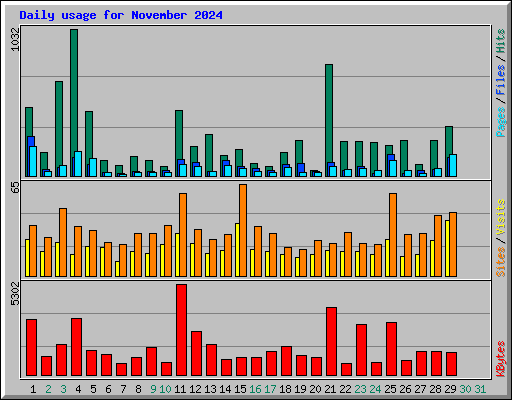 Daily usage for November 2024
1032
Pages / Files / Hits
65
Sites / Visits
5302
KBytes
1 2 3 4 5 6 7 8 9 10 11 12 13 14 15 16 17 18 19 20 21 22 23 24 25 26 27 28 29 30 31